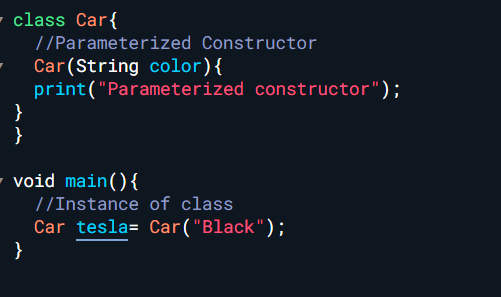 class Car{
  //Parameterized Constructor
  Car(String color){
  print("Parameterized constructor");
}
}

void main(){
  //Instance of class
  Car tesla= Car("Black");
}